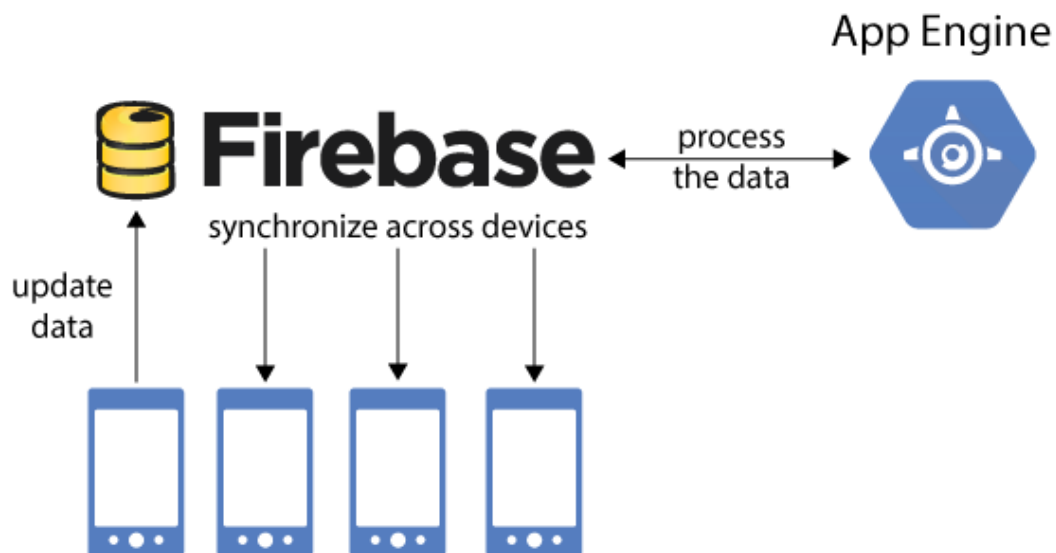 App Engine
Firebase
process
the data
synchronize across devices
update
data